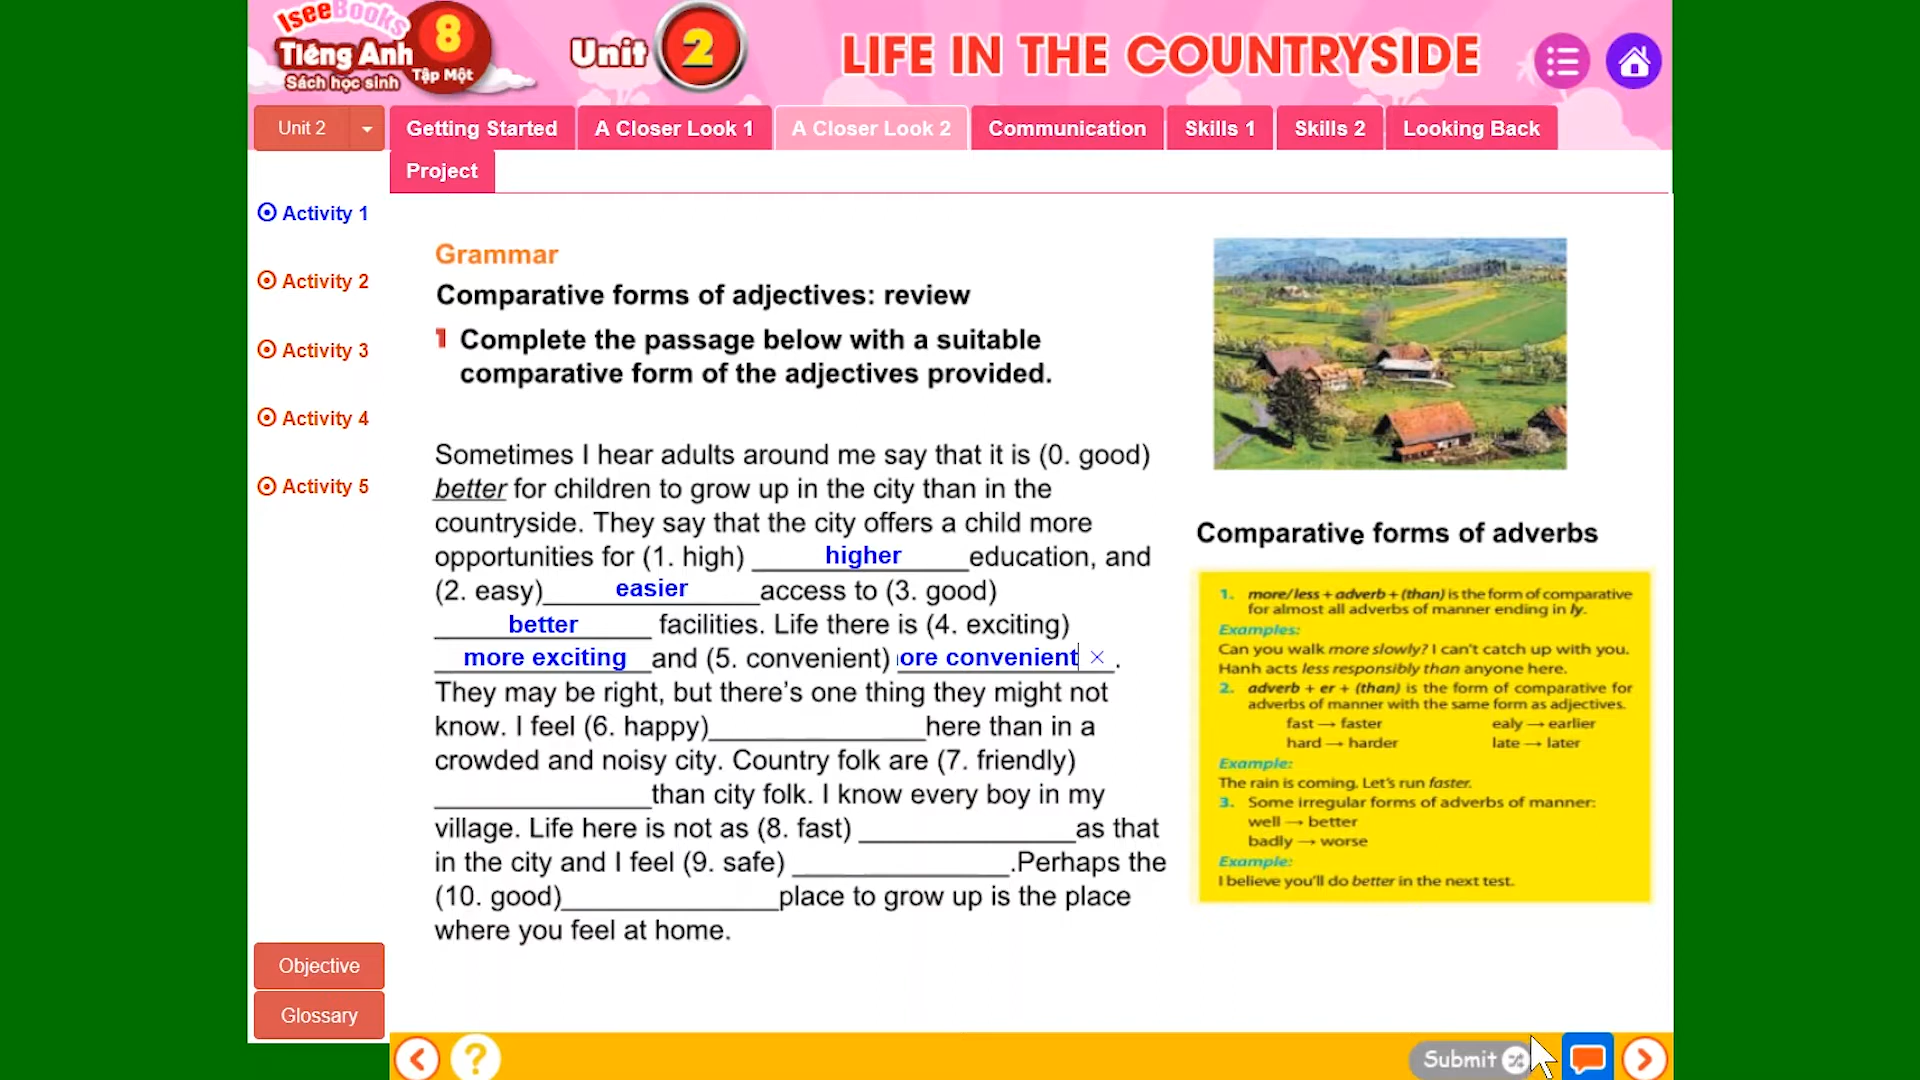 IseeBooks
Tiếng Anh 8
Tập Một
Sách học sinh
Unit 2
LIFE IN THE COUNTRYSIDE
Unit 2
Getting Started
A Closer Look 1
A Closer Look 2
Communication
Skills 1
Skills 2
Looking Back
Project
Activity 1
Activity 2
Activity 3
Activity 4
Activity 5
Objective
Glossary
Grammar
Comparative forms of adjectives: review
1 Complete the passage below with a suitable
comparative form of the adjectives provided.
Sometimes I hear adults around me say that it is (0. good)
better for children to grow up in the city than in the
countryside. They say that the city offers a child more
opportunities for (1. high) higher education, and
(2. easy) easier access to (3. good)
better facilities. Life there is (4. exciting)
more exciting and (5. convenient) ore convenient × .
They may be right, but there's one thing they might not
know. I feel (6. happy)_______________here than in a
crowded and noisy city. Country folk are (7. friendly)
_______________than city folk. I know every boy in my
village. Life here is not as (8. fast) _______________as that
in the city and I feel (9. safe) _______________.Perhaps the
(10. good)_______________place to grow up is the place
where you feel at home.
Comparative forms of adverbs
1. more/less + adverb + (than) is the form of comparative
for almost all adverbs of manner ending in ly.
Examples:
Can you walk more slowly? I can't catch up with you.
Hanh acts less responsibly than anyone here.
2. adverb + er + (than) is the form of comparative for
adverbs of manner with the same form as adjectives.
fast → faster ealy → earlier
hard → harder late → later
Example:
The rain is coming. Let's run faster.
3. Some irregular forms of adverbs of manner:
well → better
badly → worse
Example:
I believe you'll do better in the next test.
?
Submit